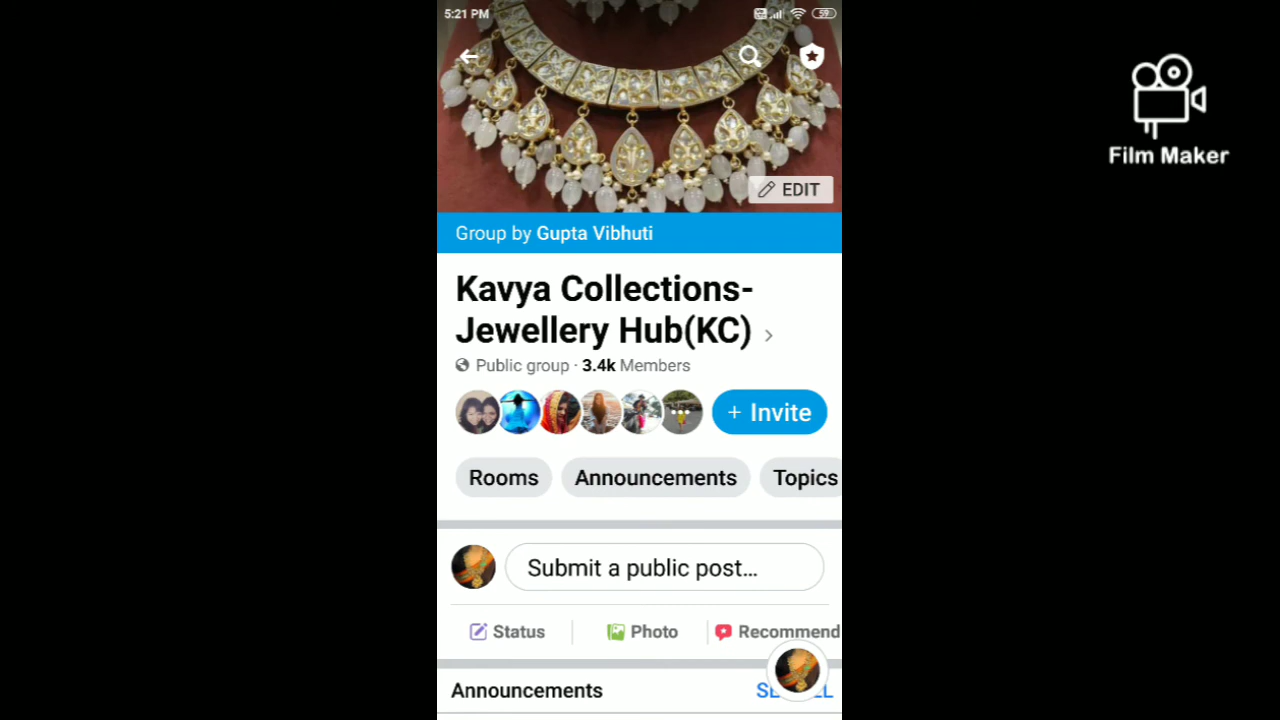 5:21 PM
59
Film Maker
EDIT
Group by Gupta Vibhuti
Kavya Collections-
Jewellery Hub(KC)
Public group · 3.4k Members
+ Invite
Rooms
Announcements
Topics
Submit a public post...
Status
Photo
Recommend
Announcements